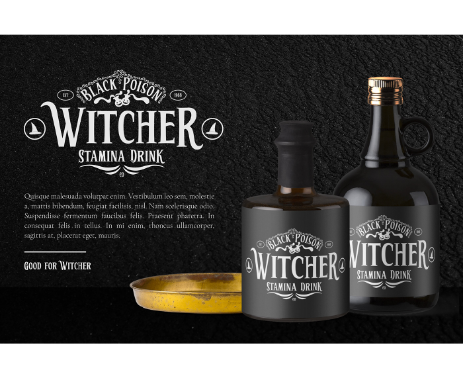 BLACK POISON
EST
1988
WITCHER
STAMINA DRINK
Quisque malesuada volutpat enim. Vestibulum leo sem, molestie
a, mattis bibendum, feugiat facilisis, nisl. Nam scelerisque odio.
Suspendisse fermentum faucibus felis. Praesent pharetra. In
consequat felis in tellus. In mi enim, rhoncus ullamcorper,
sagittis at, placerat eget, mauris.
GOOD FOR WITCHER
BLACK POISON
WITCHER
STAMINA DRINK
BLACK POISON
WITCHER
STAMINA DRINK